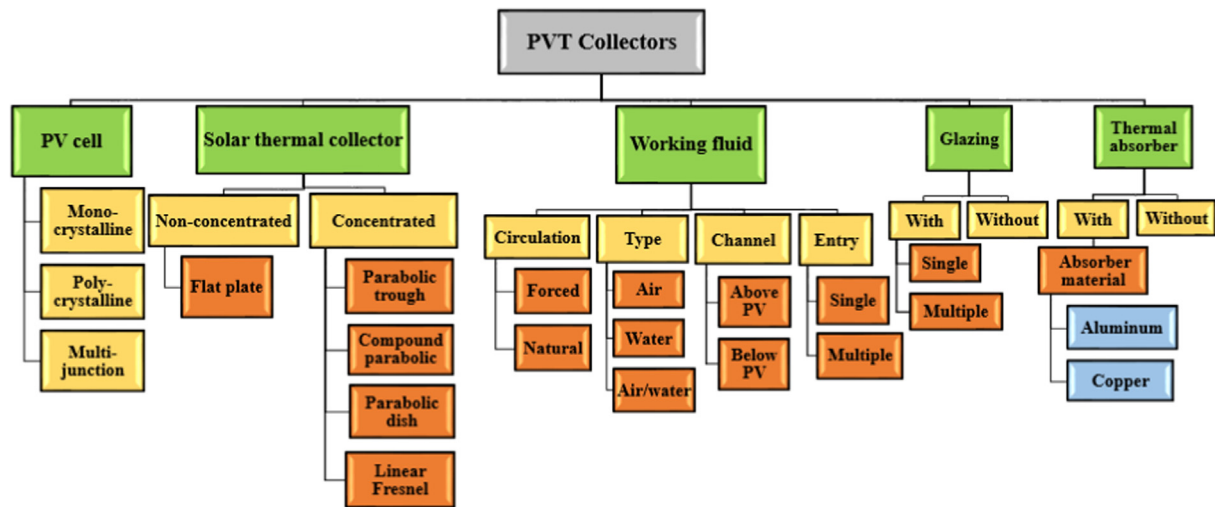 PVT Collectors
PV cell
Mono-
crystalline
Poly-
crystalline
Multi-
junction
Solar thermal collector
Non-concentrated
Flat plate
Concentrated
Parabolic
trough
Compound
parabolic
Parabolic
dish
Linear
Fresnel
Working fluid
Circulation
Forced
Natural
Type
Air
Water
Air/water
Channel
Above
PV
Below
PV
Entry
Single
Multiple
Glazing
With
Single
Multiple
Without
Thermal
absorber
With
Absorber
material
Aluminum
Copper
Without